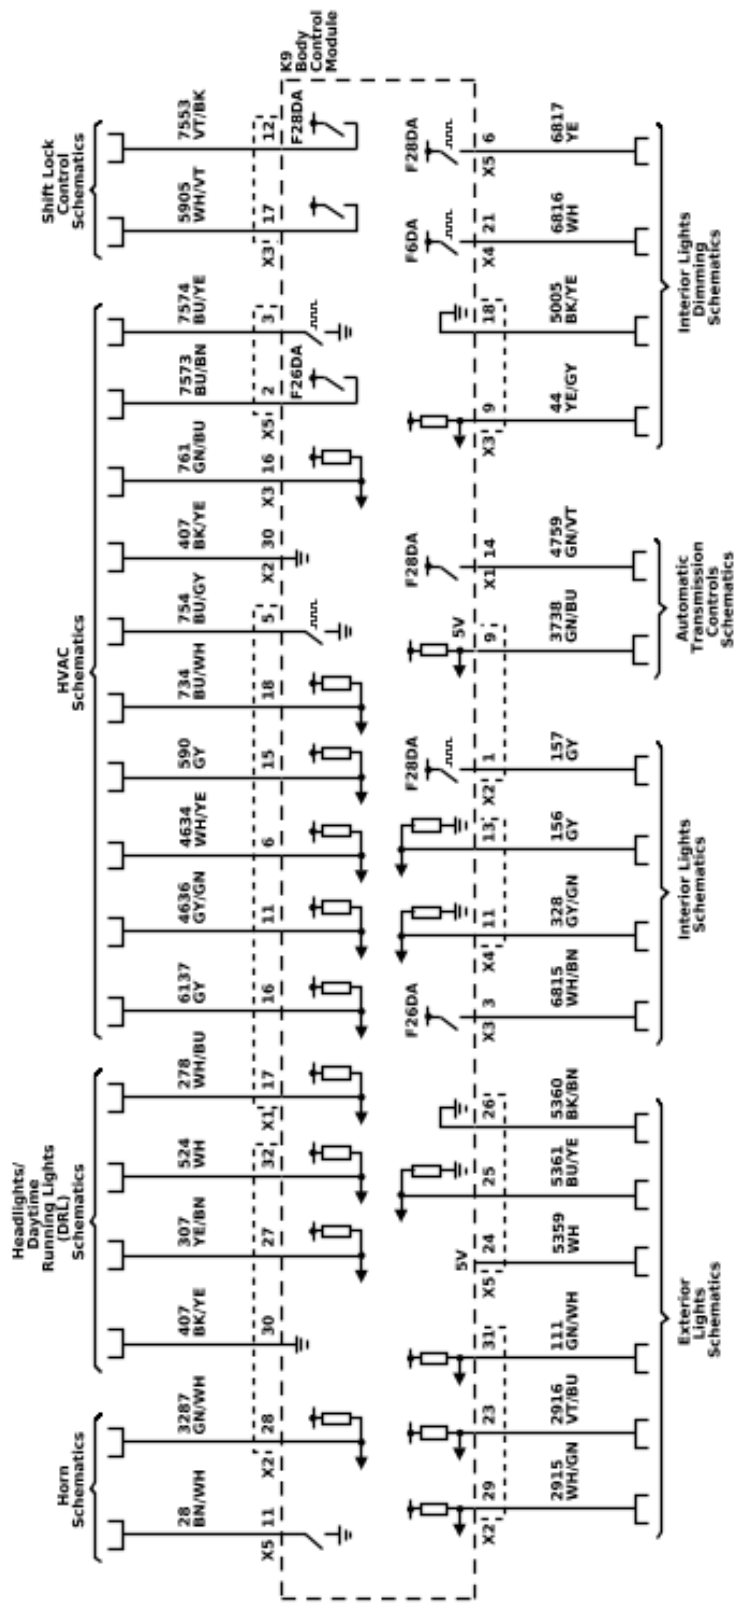 K9
Body
Control
Module
Shift Lock
Control
Schematics
7553
VT/BK
12
F28DA
5905
WH/VT
17
X3
HVAC
Schematics
7574
BU/YE
3
7573
BU/BN
2
F26DA
X5
761
GN/BU
16
X3
407
BK/YE
30
X2
754
BU/GY
5
734
BU/WH
18
590
GY
15
4634
WH/YE
6
4636
GY/GN
11
6137
GY
16
Headlights/
Daytime
Running Lights
(DRL)
Schematics
278
WH/BU
17
X1
524
WH
32
307
YE/BN
27
407
BK/YE
30
Horn
Schematics
3287
GN/WH
28
X2
28
BN/WH
11
X5
F28DA
6
X5
6817
YE
F6DA
21
X4
6816
WH
18
5005
BK/YE
9
X3
44
YE/GY
Interior Lights
Dimming
Schematics
F28DA
14
X1
4759
GN/VT
5V
9
3738
GN/BU
Automatic
Transmission
Controls
Schematics
F28DA
1
X2
157
GY
13
156
GY
11
X4
328
GY/GN
F26DA
3
X3
6815
WH/BN
Interior Lights
Schematics
26
5360
BK/BN
25
5361
BU/YE
5V
24
X5
5359
WH
31
111
GN/WH
23
2916
VT/BU
29
X2
2915
WH/GN
Exterior
Lights
Schematics